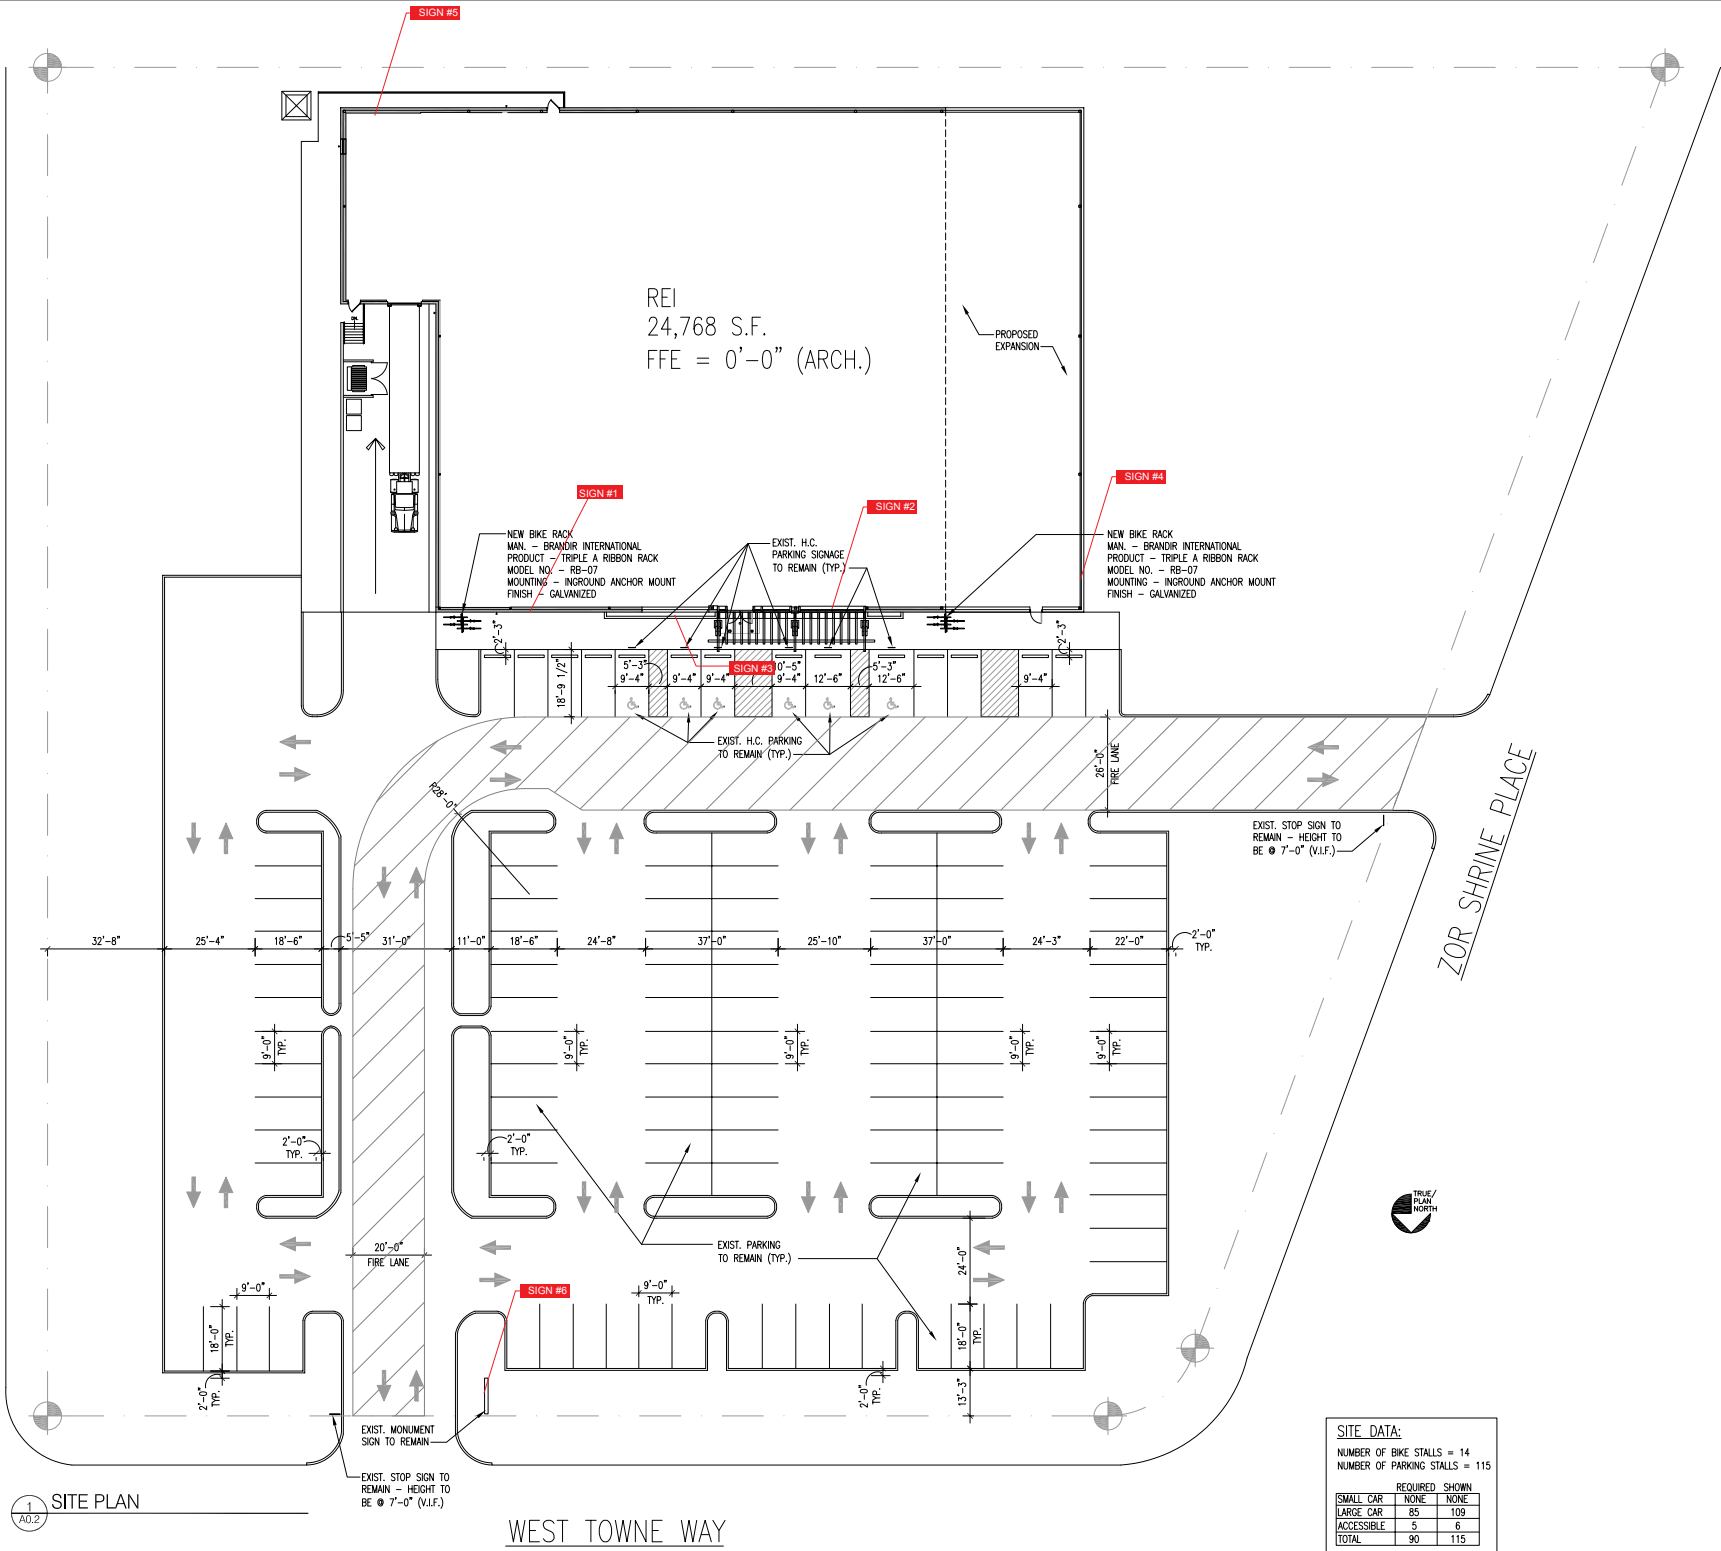 SIGN #5
REI
24,768 S.F.
FFE = 0'-0" (ARCH.)
PROPOSED
EXPANSION
DN.
SIGN #1
SIGN #2
SIGN #4
NEW BIKE RACK
MAN. - BRANDIR INTERNATIONAL
PRODUCT - TRIPLE A RIBBON RACK
MODEL NO. - RB-07
MOUNTING - INGROUND ANCHOR MOUNT
FINISH - GALVANIZED
EXIST. H.C.
PARKING SIGNAGE
TO REMAIN (TYP.)
NEW BIKE RACK
MAN. - BRANDIR INTERNATIONAL
PRODUCT - TRIPLE A RIBBON RACK
MODEL NO. - RB-07
MOUNTING - INGROUND ANCHOR MOUNT
FINISH - GALVANIZED
2'-3"
2'-3"
18'-9 1/2"
5'-3"
SIGN #3
0'-5"
5'-3"
9'-4"
9'-4"
9'-4"
9'-4"
12'-6"
12'-6"
9'-4"
EXIST. H.C. PARKING
TO REMAIN (TYP.)
26'-0"
FIRE LANE
ZOR SHRINE PLACE
R28'-0"
EXIST. STOP SIGN TO
REMAIN - HEIGHT TO
BE @ 7'-0" (V.I.F.)
32'-8"
25'-4"
18'-6"
5'-5"
31'-0"
11'-0"
18'-6"
24'-8"
37'-0"
25'-10"
37'-0"
24'-3"
22'-0"
2'-0"
TYP.
9'-0"
TYP.
9'-0"
TYP.
9'-0"
TYP.
9'-0"
TYP.
9'-0"
TYP.
2'-0"
TYP.
2'-0"
TYP.
TRUE/
PLAN
NORTH
20'-0"
FIRE LANE
EXIST. PARKING
TO REMAIN (TYP.)
24'-0"
9'-0"
SIGN #6
9'-0"
TYP.
18'-0"
TYP.
18'-0"
TYP.
2'-0"
TYP.
2'-0"
TYP.
13'-3"
EXIST. MONUMENT
SIGN TO REMAIN
EXIST. STOP SIGN TO
REMAIN - HEIGHT TO
BE @ 7'-0" (V.I.F.)
SITE DATA:
NUMBER OF BIKE STALLS = 14
NUMBER OF PARKING STALLS = 115
REQUIRED SHOWN
SMALL CAR NONE NONE
LARGE CAR 85 109
ACCESSIBLE 5 6
TOTAL 90 115
1
A0.2
SITE PLAN
WEST TOWNE WAY